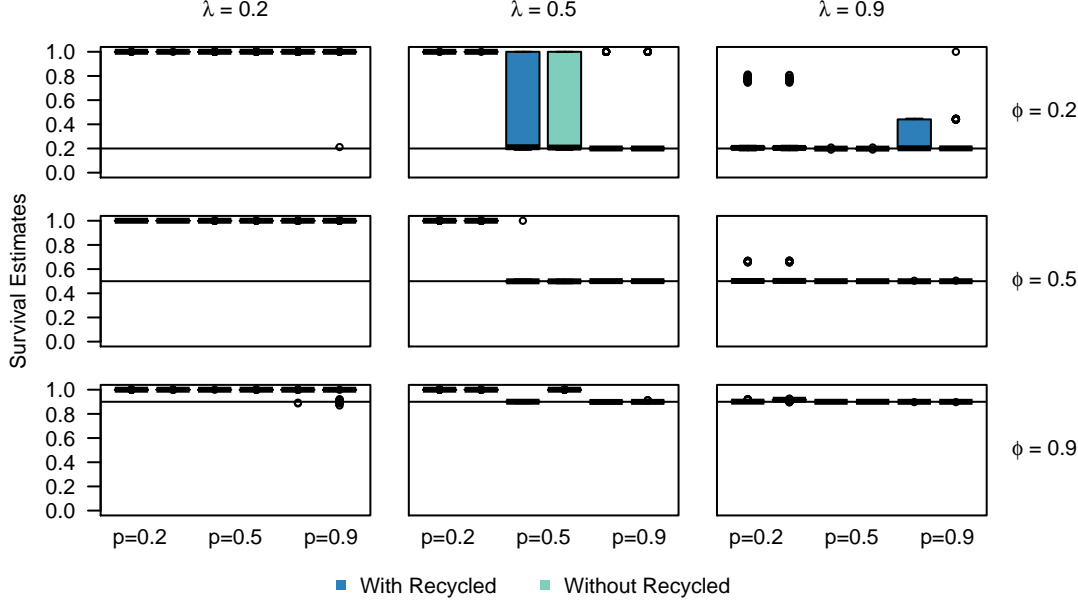 λ = 0.2 λ = 0.5 λ = 0.9
1.0
0.8
0.6
0.4
0.2
0.0
ϕ = 0.2
1.0
0.8
0.6
0.4
0.2
0.0
ϕ = 0.5
1.0
0.8
0.6
0.4
0.2
0.0
ϕ = 0.9
Survival Estimates
p=0.2 p=0.5 p=0.9 p=0.2 p=0.5 p=0.9 p=0.2 p=0.5 p=0.9
With Recycled Without Recycled